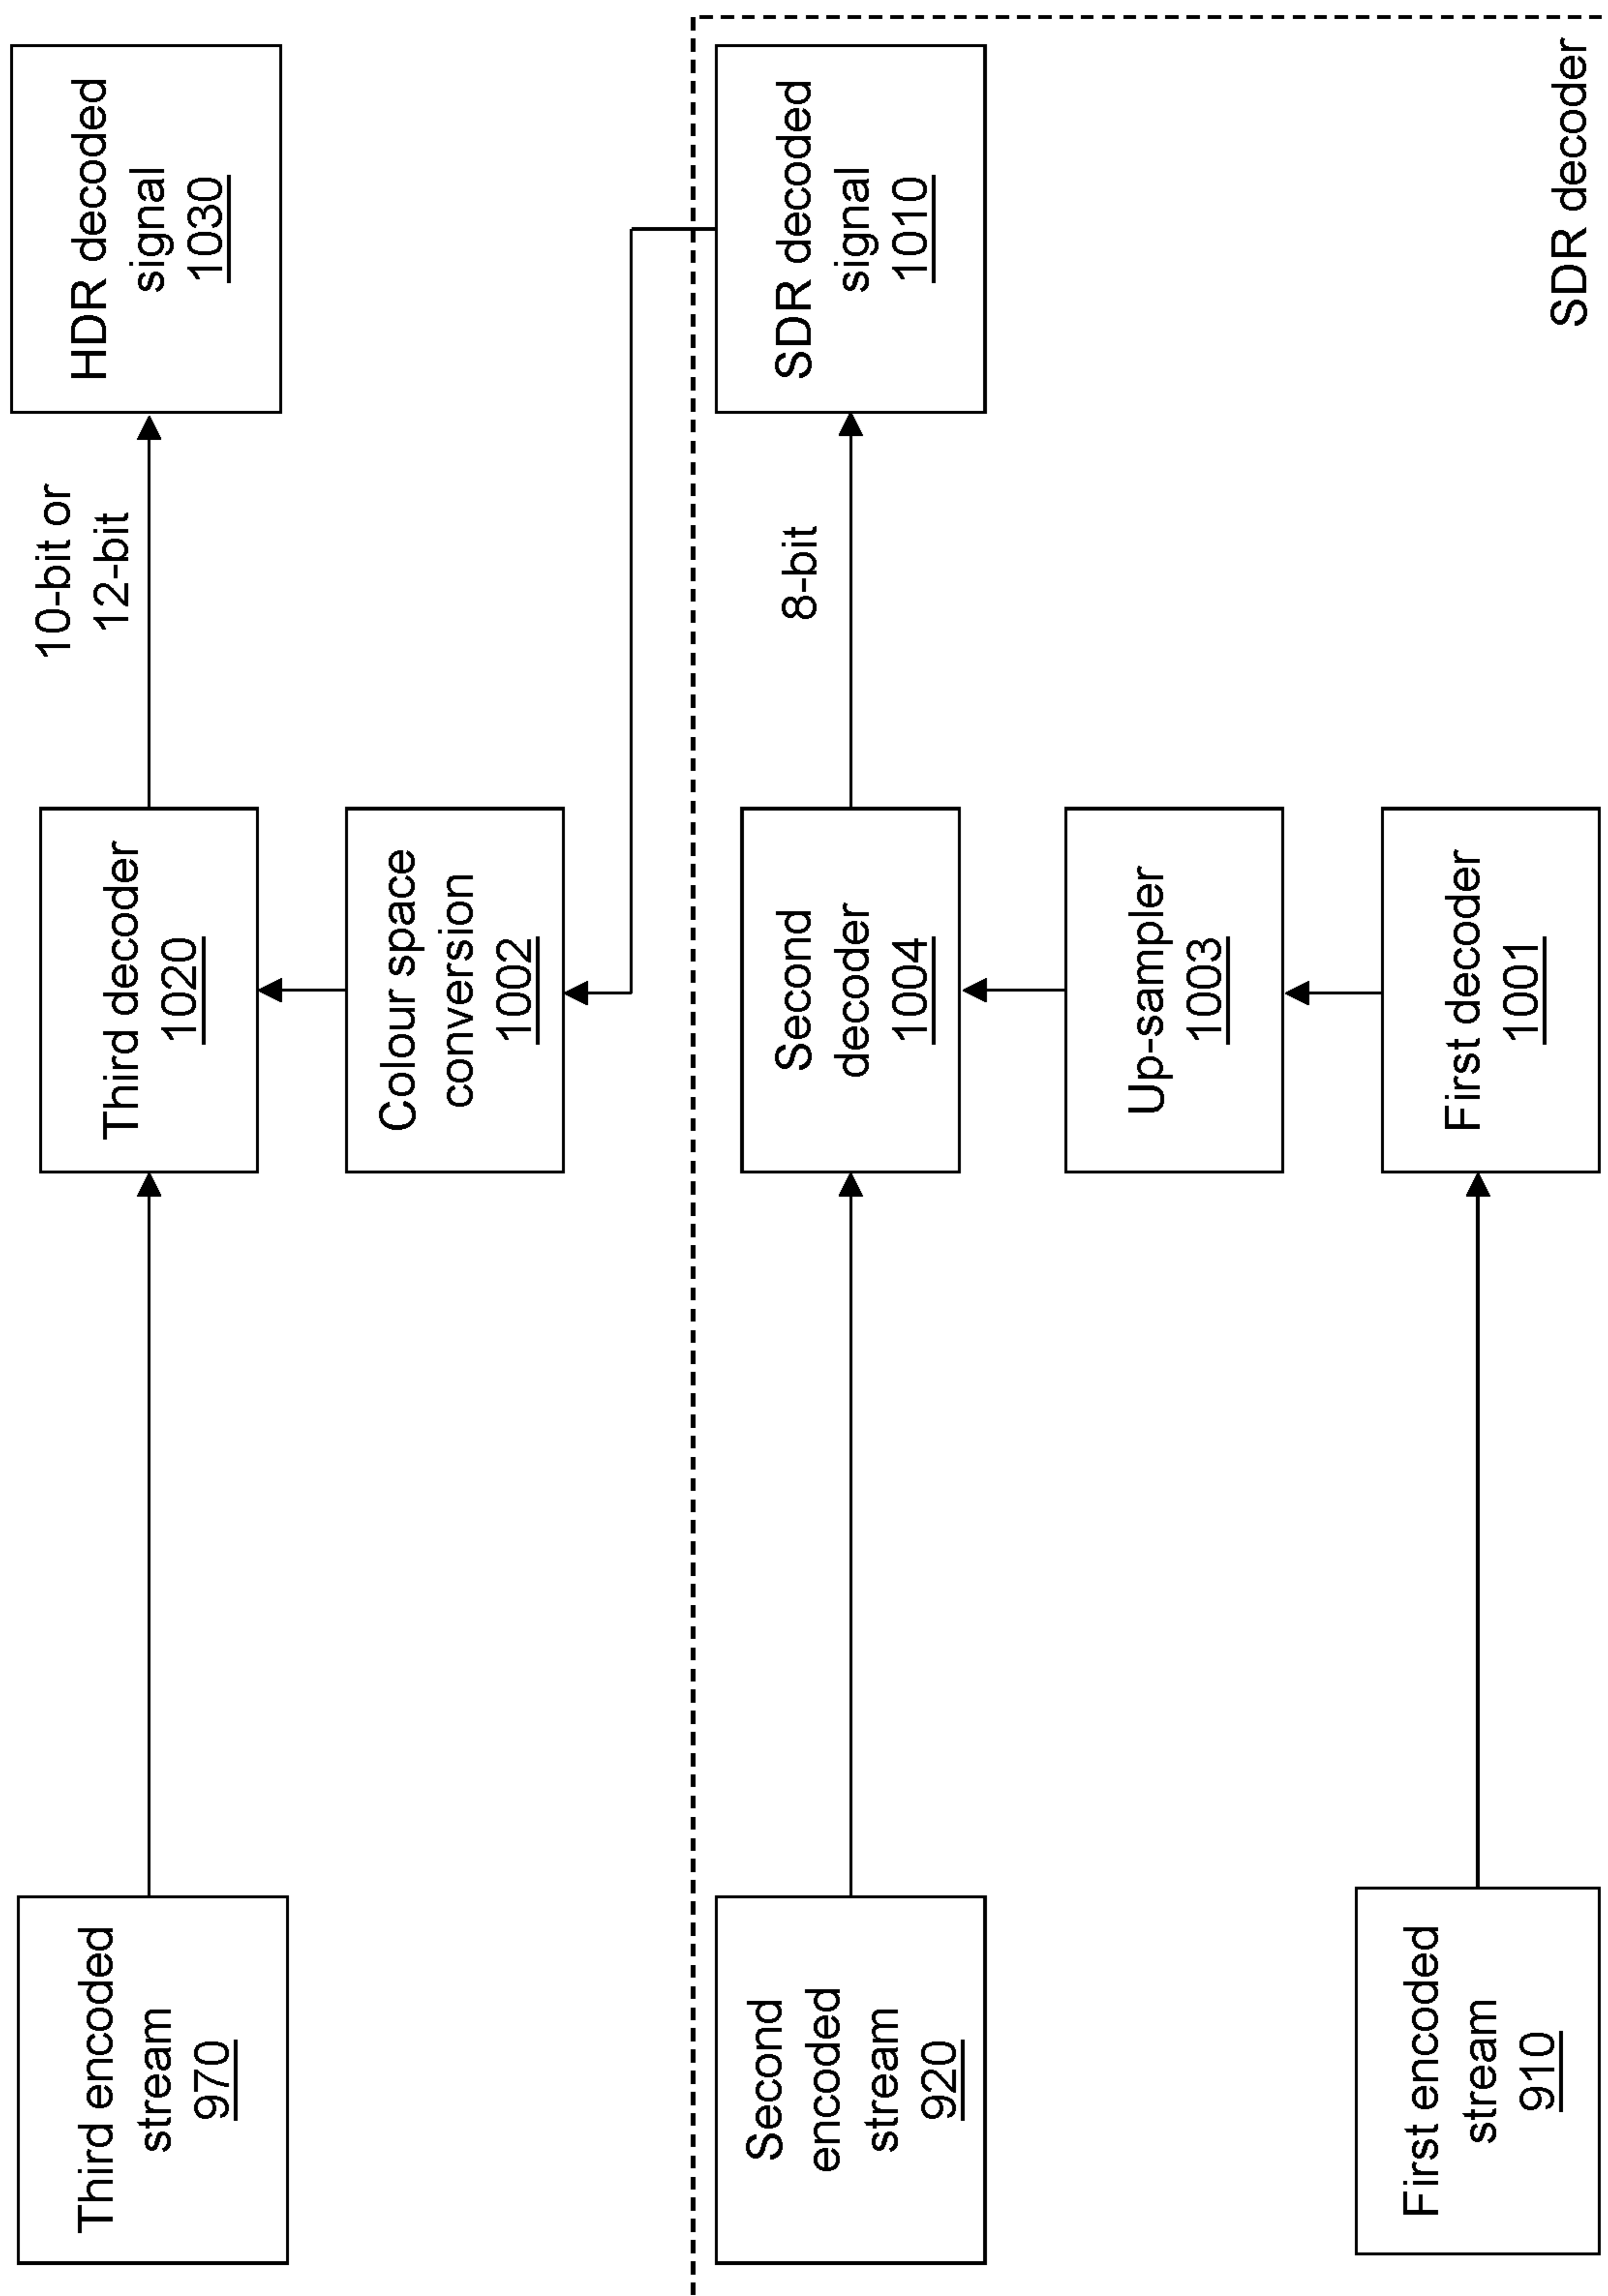 Third encoded
stream
970
Third decoder
1020
10-bit or
12-bit
HDR decoded
signal
1030
Colour space
conversion
1002
Second
encoded
stream
920
Second
decoder
1004
8-bit
SDR decoded
signal
1010
Up-sampler
1003
First encoded
stream
910
First decoder
1001
SDR decoder